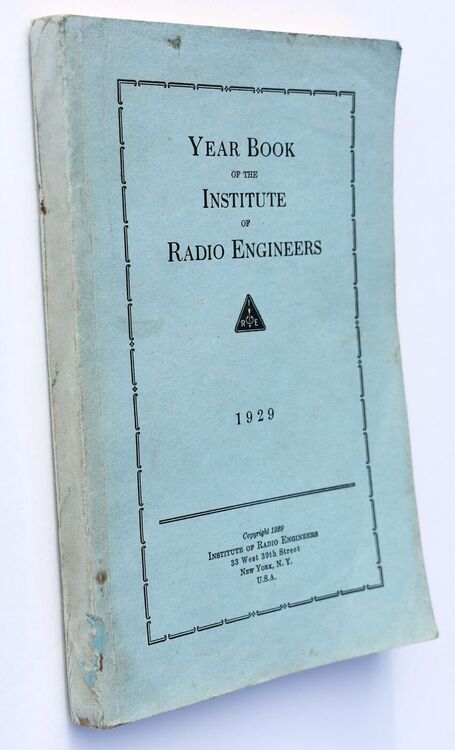 YEAR BOOK
OF THE
INSTITUTE
OF
RADIO ENGINEERS
I
R E
1929
Copyright 1929
INSTITUTE OF RADIO ENGINEERS
33 West 39th Street
NEW YORK, N. Y.
U.S.A.